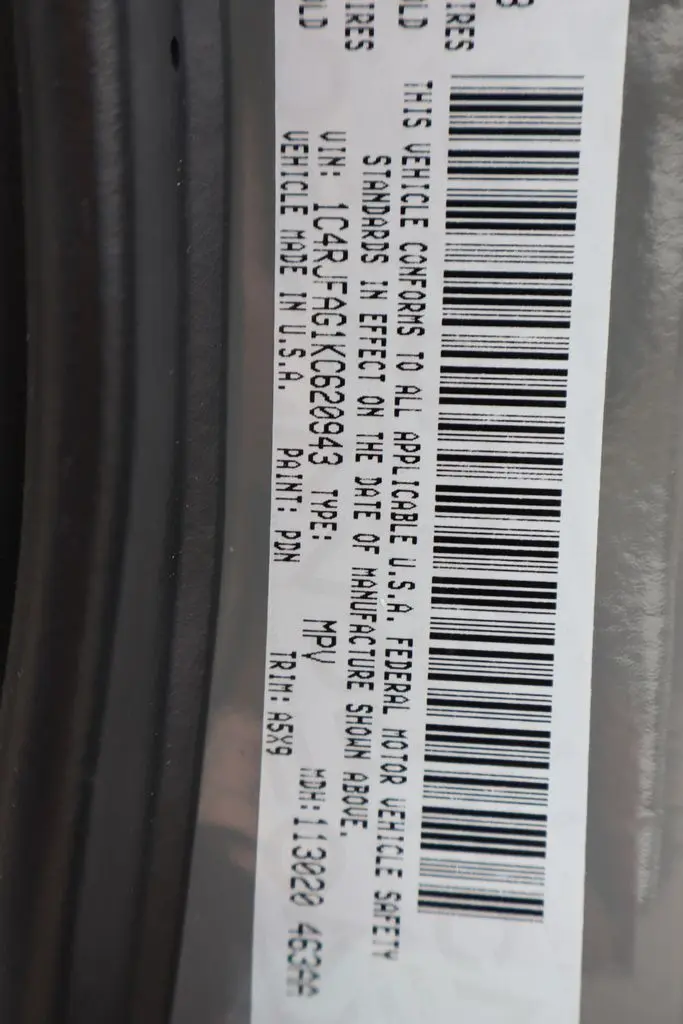 B
IRES
LD
IRES
LD
THIS VEHICLE CONFORMS TO ALL APPLICABLE U.S.A. FEDERAL MOTOR VEHICLE SAFETY
STANDARDS IN EFFECT ON THE DATE OF MANUFACTURE SHOWN ABOVE.
VIN: 1C4RJFAG1KC620943 TYPE: MPV MDH:113020 463AA
VEHICLE MADE IN U.S.A. PAINT: PDN TRIM: A5X9